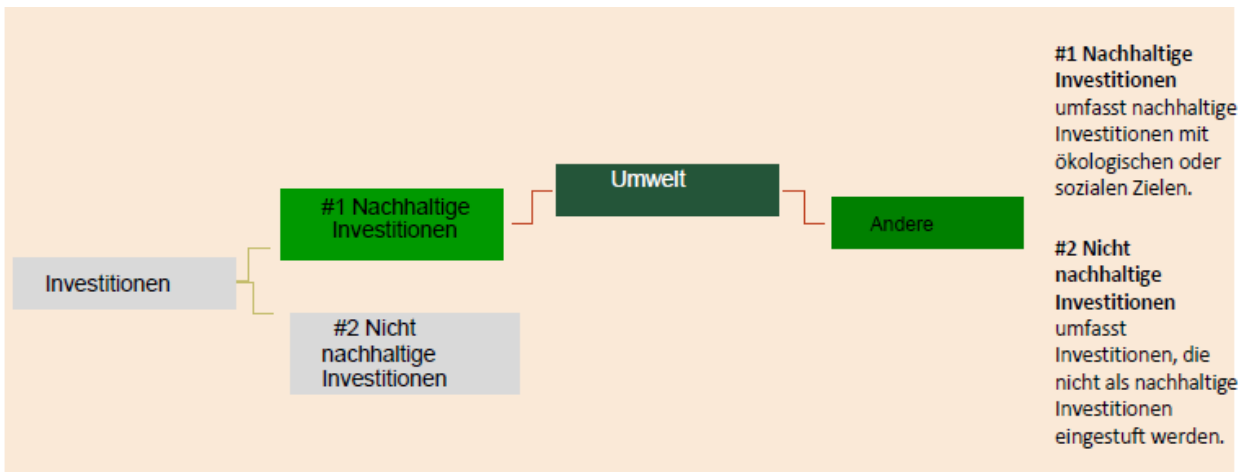 Investitionen
#1 Nachhaltige
Investitionen
#2 Nicht
nachhaltige
Investitionen
Umwelt
Andere
#1 Nachhaltige
Investitionen
umfasst nachhaltige
Investitionen mit
ökologischen oder
sozialen Zielen.
#2 Nicht
nachhaltige
Investitionen
umfasst
Investitionen, die
nicht als nachhaltige
Investitionen
eingestuft werden.